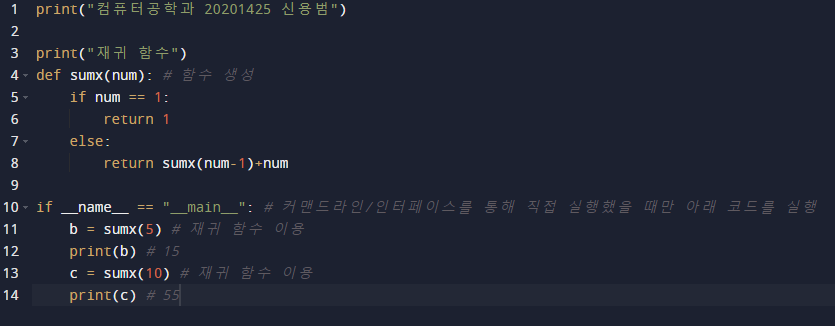 1 print("컴퓨터공학과 20201425 신용범")
2
3 print("재귀 함수")
4 def sumx(num): # 함수 생성
5     if num == 1:
6         return 1
7     else:
8         return sumx(num-1)+num
9
10 if __name__ == "__main__": # 커맨드라인/인터페이스를 통해 직접 실행했을 때만 아래 코드를 실행
11     b = sumx(5) # 재귀 함수 이용
12     print(b) # 15
13     c = sumx(10) # 재귀 함수 이용
14     print(c) # 55